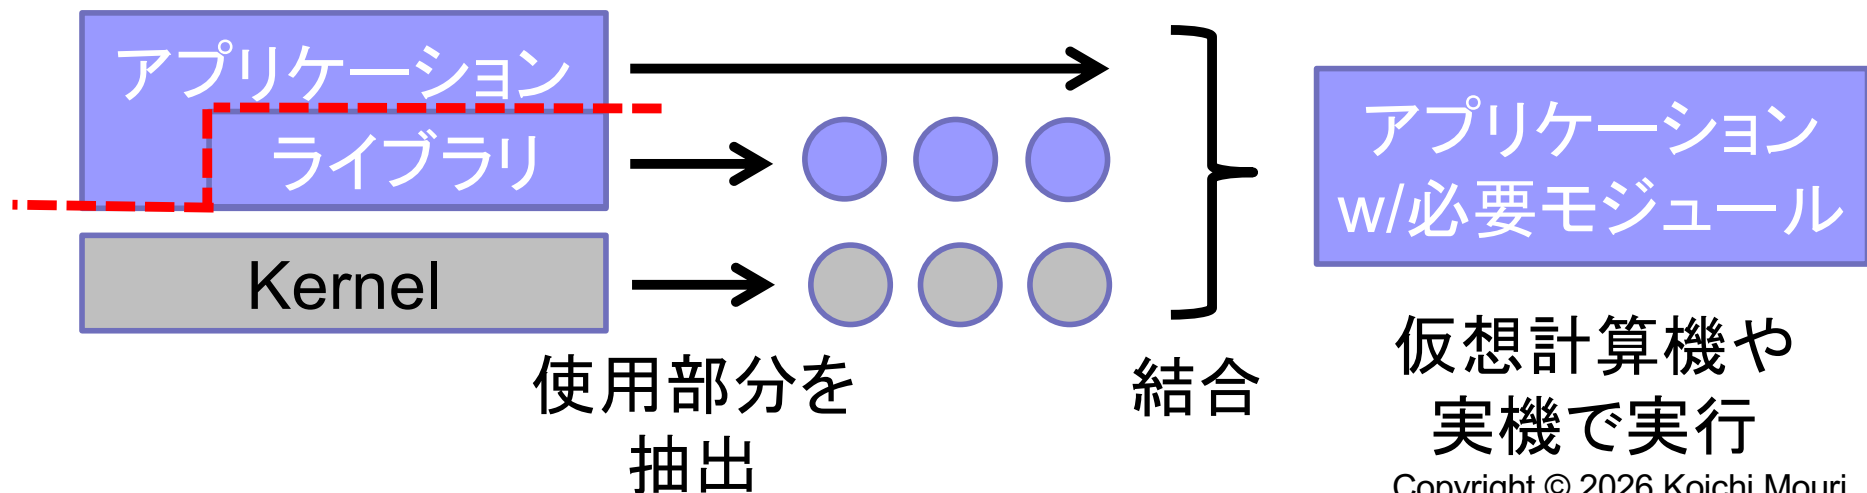 アプリケーション
ライブラリ
Kernel
使用部分を
抽出
結合
アプリケーション
w/必要モジュール
仮想計算機や
実機で実行
Copyright © 2026 Koichi Mouri